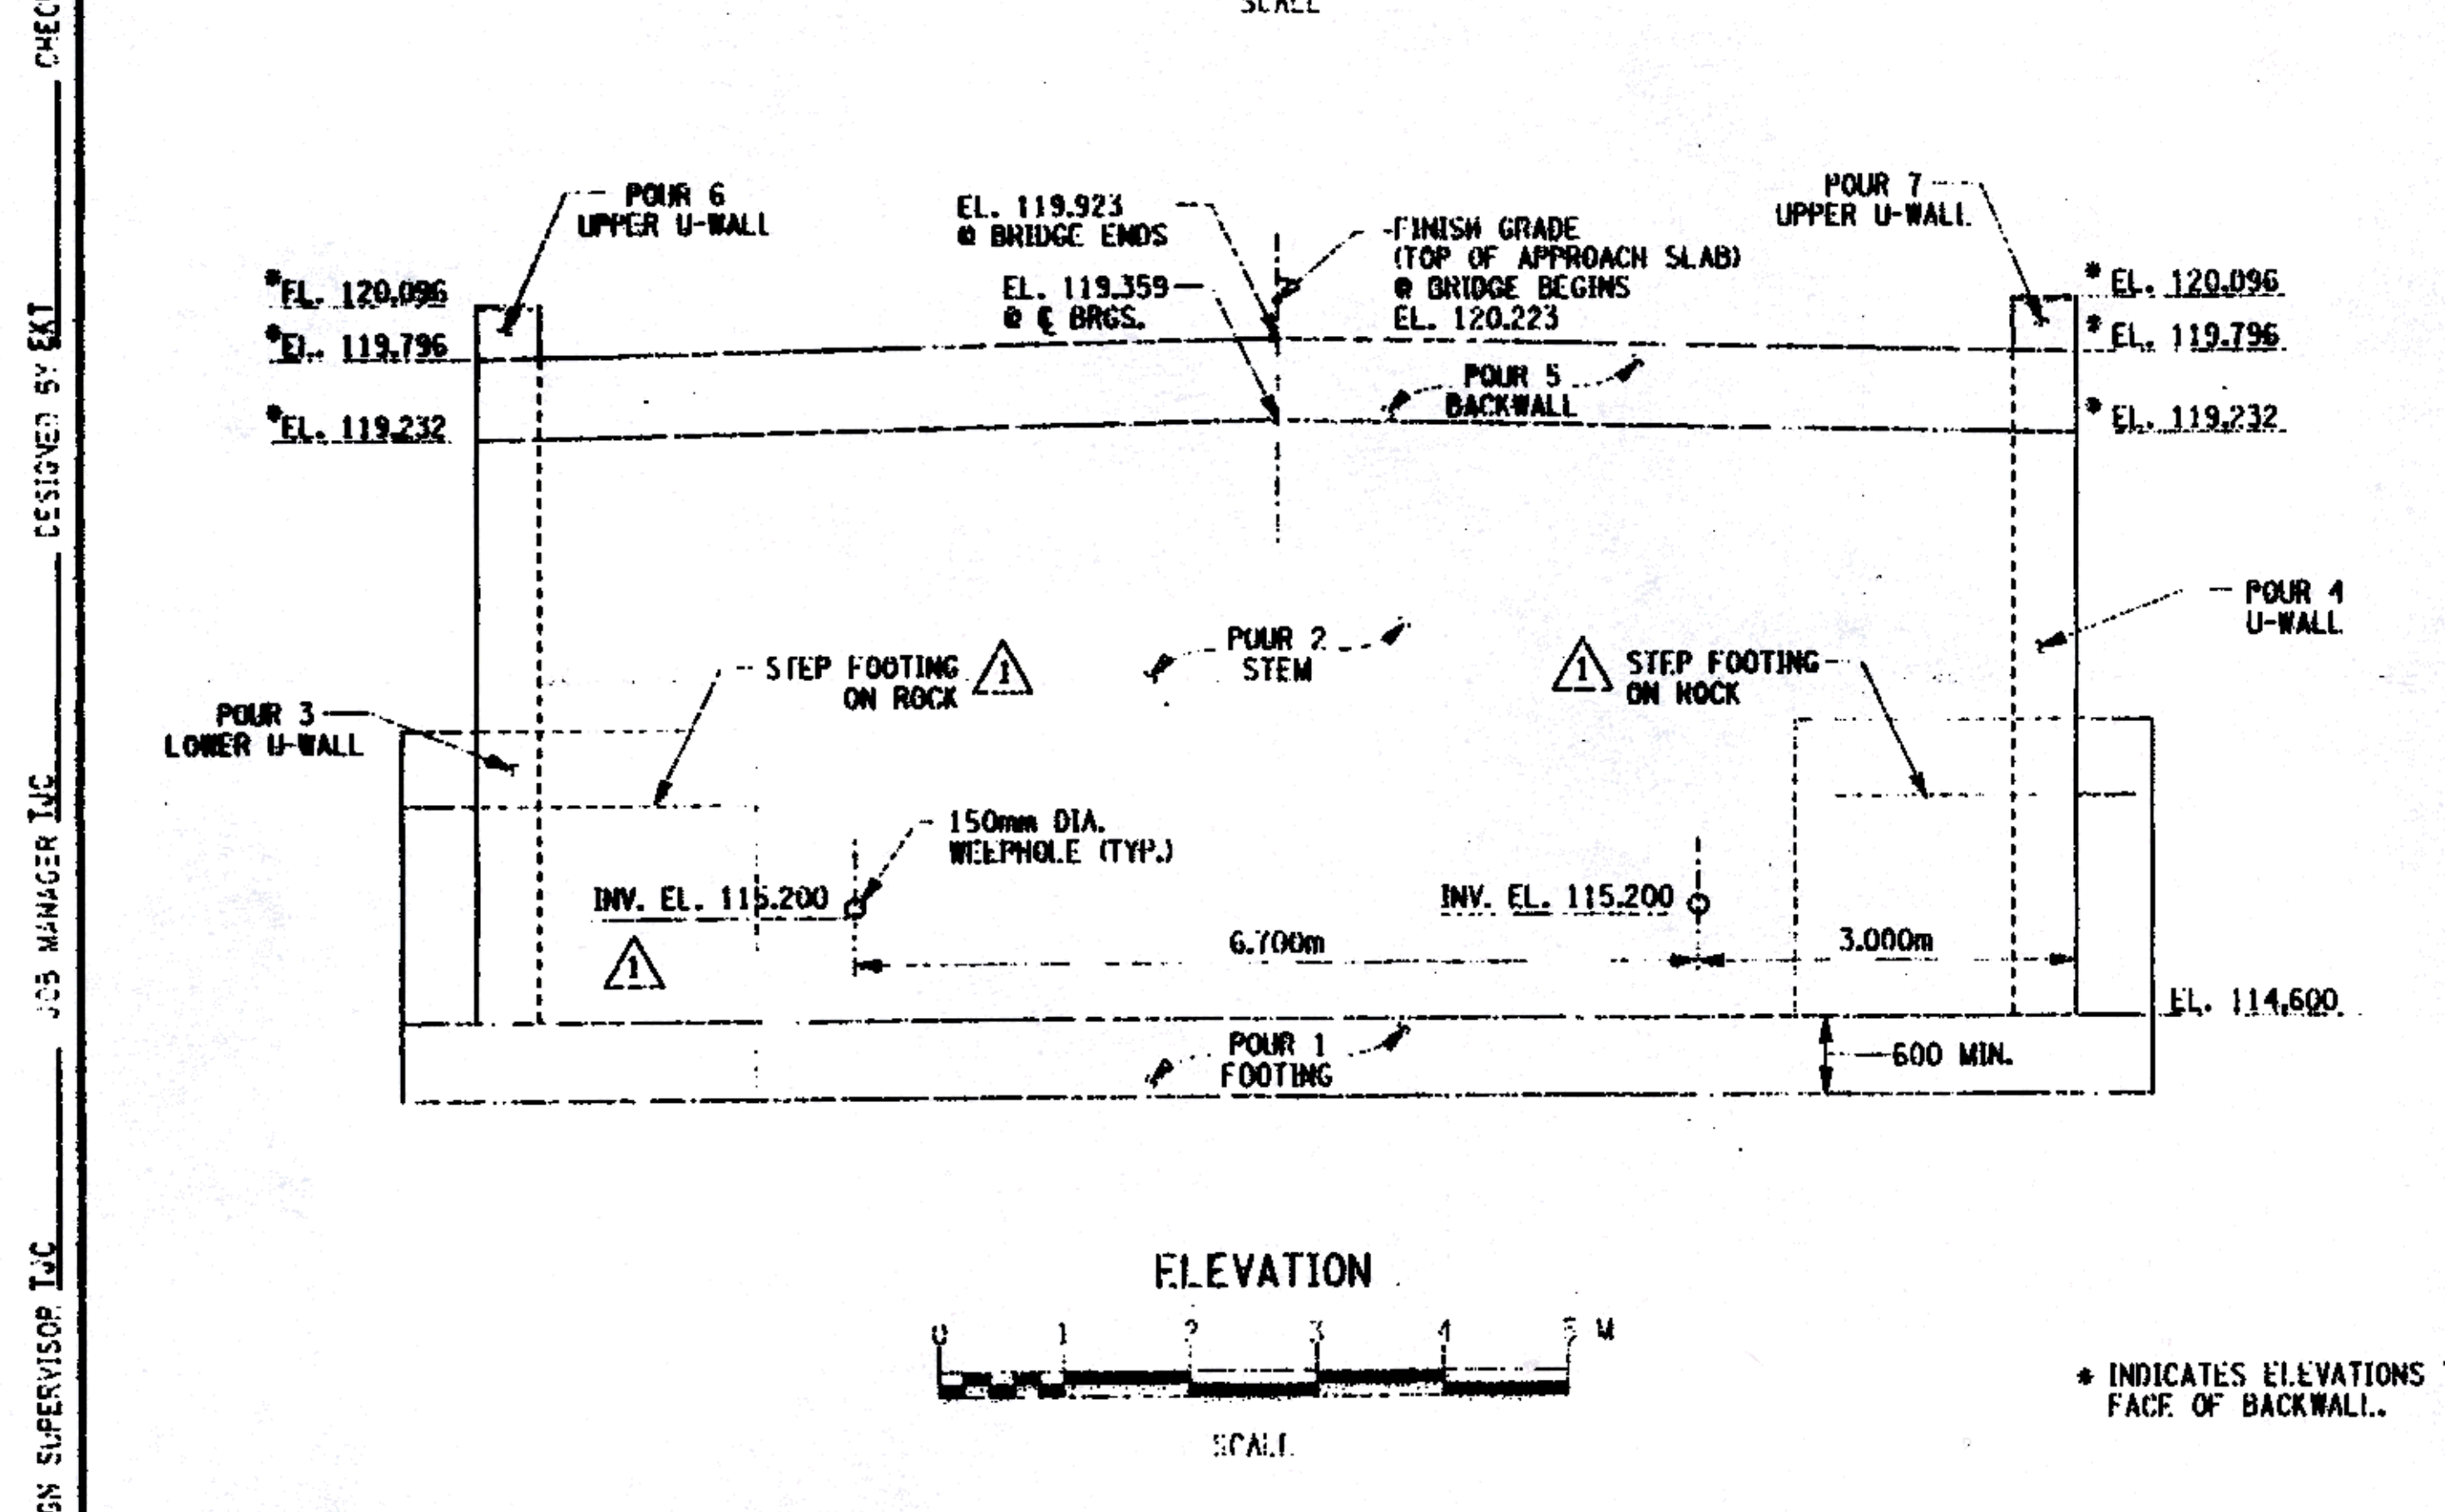 SCALE
POUR 6
UPPER U-WALL
EL. 119.923
@ BRIDGE ENDS
EL. 119.359
@ ℄ BRGS.
FINISH GRADE
(TOP OF APPROACH SLAB)
@ BRIDGE BEGINS
EL. 120.223
POUR 7
UPPER U-WALL
*EL. 120.096
*EL. 119.796
*EL. 119.232
* EL. 120.096
* EL. 119.796
* EL. 119.232
POUR 5
BACKWALL
POUR 4
U-WALL
STEP FOOTING
ON ROCK
1
POUR 2
STEM
1
STEP FOOTING
ON ROCK
POUR 3
LOWER U-WALL
150mm DIA.
WEEPHOLE (TYP.)
INV. EL. 115.200
1
INV. EL. 115.200
6.700m
3.000m
EL. 114.600
POUR 1
FOOTING
600 MIN.
ELEVATION
0 1 2 3 4 5 M
SCALE
* INDICATES ELEVATIONS
FACE OF BACKWALL.
DESIGNED BY EKT
JOB MANAGER TJC
SUPERVISOR TJC